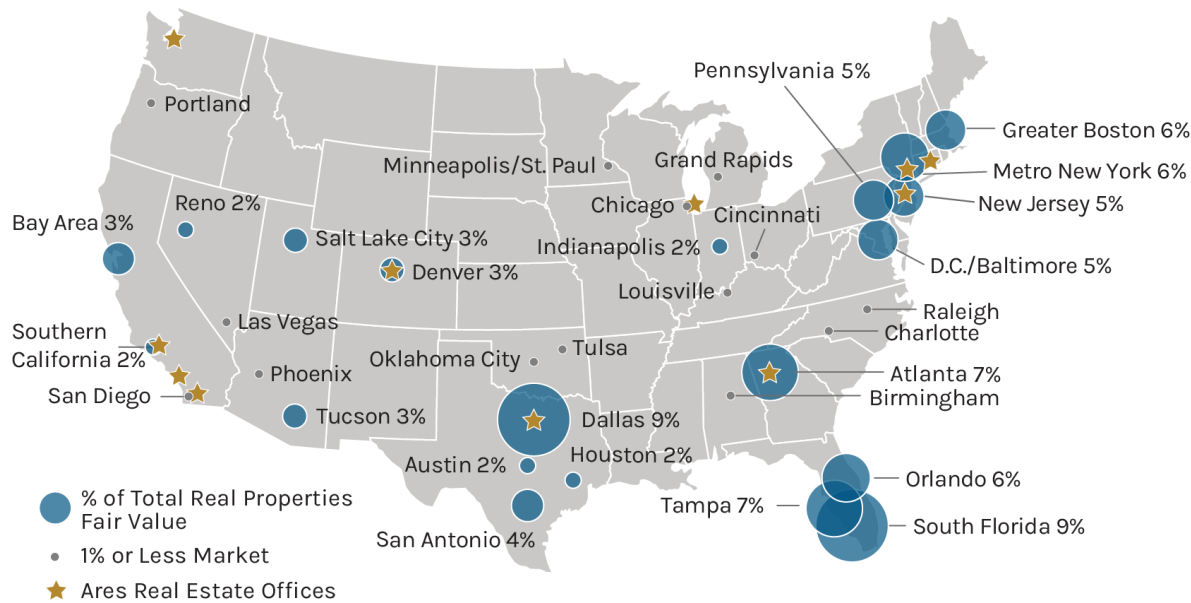 Pennsylvania 5%
Portland
Greater Boston 6%
Minneapolis/St. Paul
Grand Rapids
Metro New York 6%
Reno 2%
Chicago
Cincinnati
New Jersey 5%
Bay Area 3%
Salt Lake City 3%
Indianapolis 2%
Denver 3%
D.C./Baltimore 5%
Louisville
Raleigh
Las Vegas
Charlotte
Southern
California 2%
Oklahoma City
Tulsa
Phoenix
Atlanta 7%
San Diego
Birmingham
Tucson 3%
Dallas 9%
Austin 2%
Houston 2%
Orlando 6%
Tampa 7%
South Florida 9%
San Antonio 4%
% of Total Real Properties
Fair Value
1% or Less Market
Ares Real Estate Offices